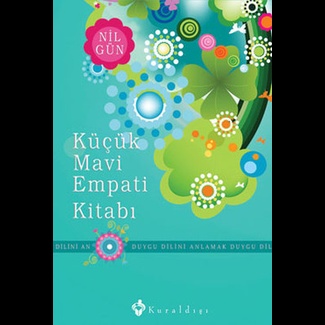 NİL
GÜN
Küçük
Mavi
Empati
Kitabı
DİLİNİ AN DUYGU DİLİNİ ANLAMAK DUYGU DİL
Kuraldışı